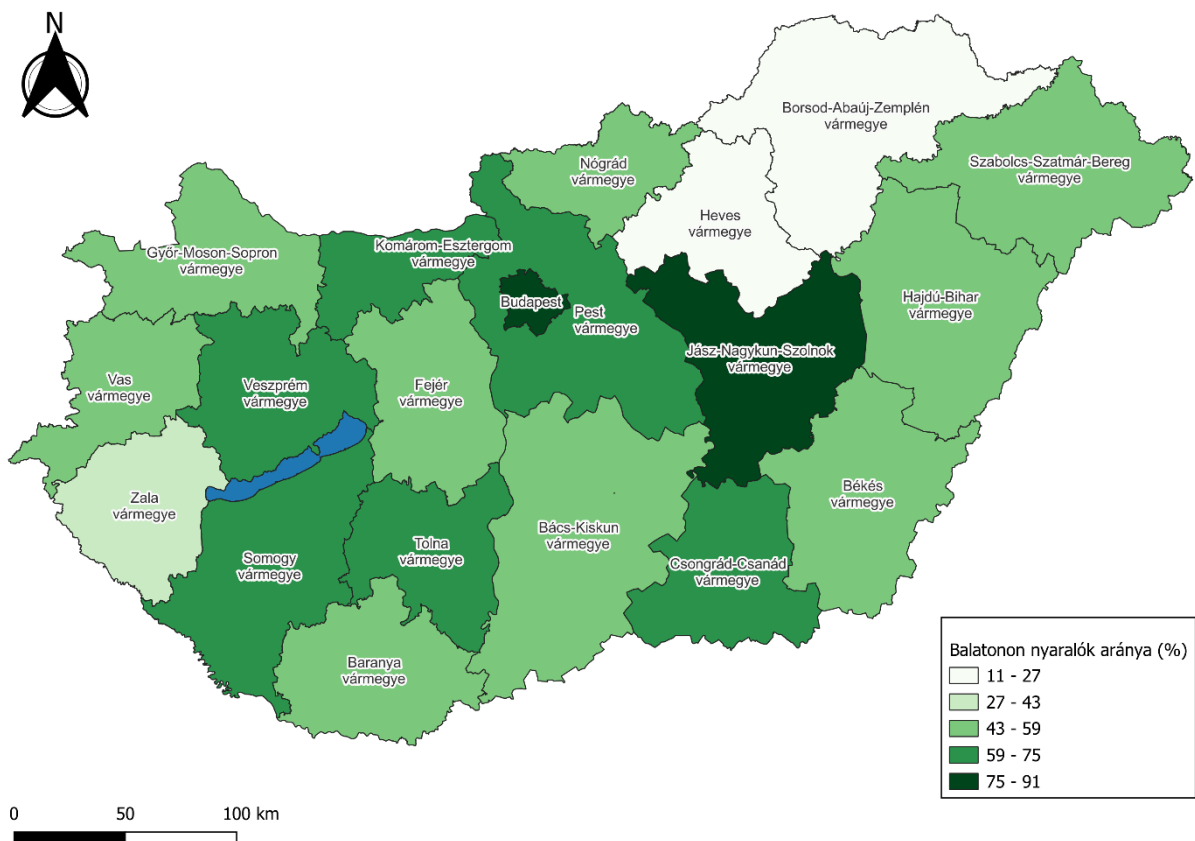 N
Borsod-Abaúj-Zemplén
vármegye
Nógrád
vármegye
Szabolcs-Szatmár-Bereg
vármegye
Heves
vármegye
Győr-Moson-Sopron
vármegye
Komárom-Esztergom
vármegye
Budapest
Pest
vármegye
Hajdú-Bihar
vármegye
Jász-Nagykun-Szolnok
vármegye
Vas
vármegye
Veszprém
vármegye
Fejér
vármegye
Zala
vármegye
Békés
vármegye
Bács-Kiskun
vármegye
Tolna
vármegye
Somogy
vármegye
Csongrád-Csanád
vármegye
Baranya
vármegye
Balatonon nyaralók aránya (%)
11 - 27
27 - 43
43 - 59
59 - 75
75 - 91
0 50 100 km